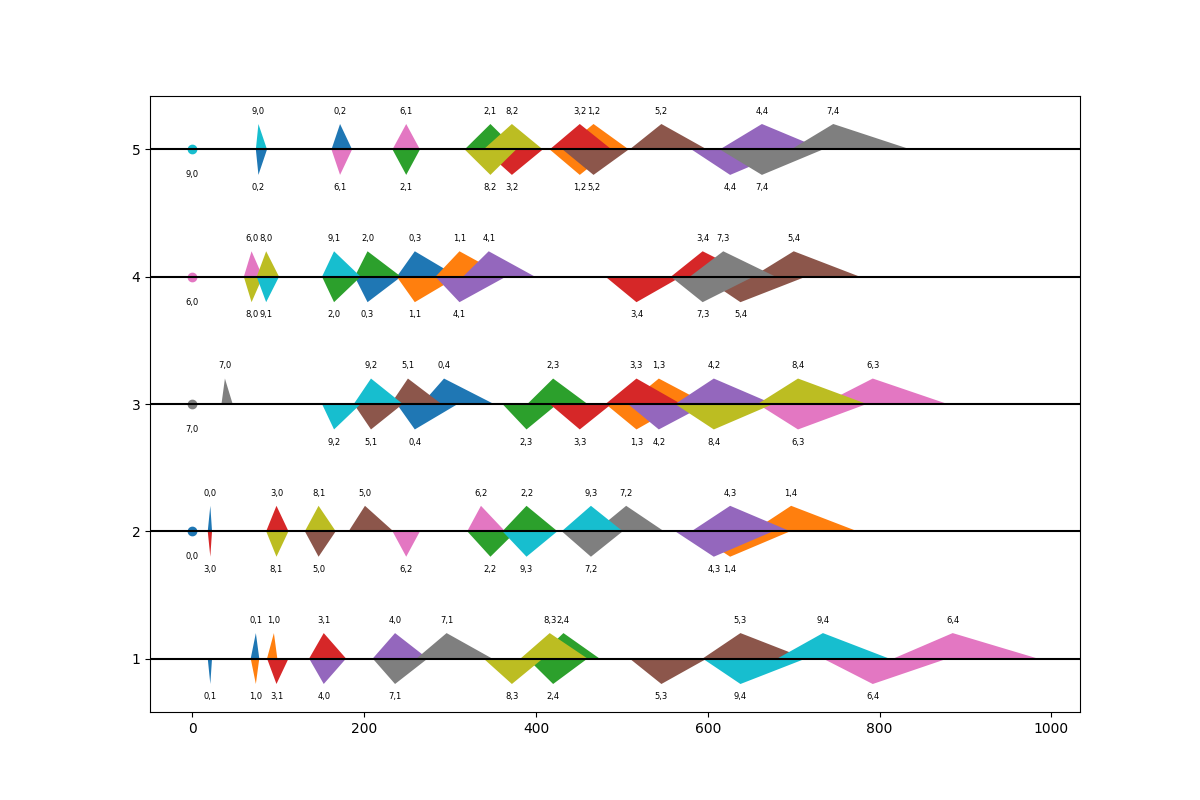 9,0 0,2 6,1 2,1 8,2 3,2 1,2 5,2 4,4 7,4
5
9,0 0,2 6,1 2,1 8,2 3,2 1,2 5,2 4,4 7,4
6,0 8,0 9,1 2,0 0,3 1,1 4,1 3,4 7,3 5,4
4
6,0 8,0 9,1 2,0 0,3 1,1 4,1 3,4 7,3 5,4
7,0 9,2 5,1 0,4 2,3 3,3 1,3 4,2 8,4 6,3
3
7,0 9,2 5,1 0,4 2,3 3,3 1,3 4,2 8,4 6,3
0,0 3,0 8,1 5,0 6,2 2,2 9,3 7,2 4,3 1,4
2
0,0 3,0 8,1 5,0 6,2 2,2 9,3 7,2 4,3 1,4
0,1 1,0 3,1 4,0 7,1 8,3 2,4 5,3 9,4 6,4
1
0,1 1,0 3,1 4,0 7,1 8,3 2,4 5,3 9,4 6,4
0 200 400 600 800 1000